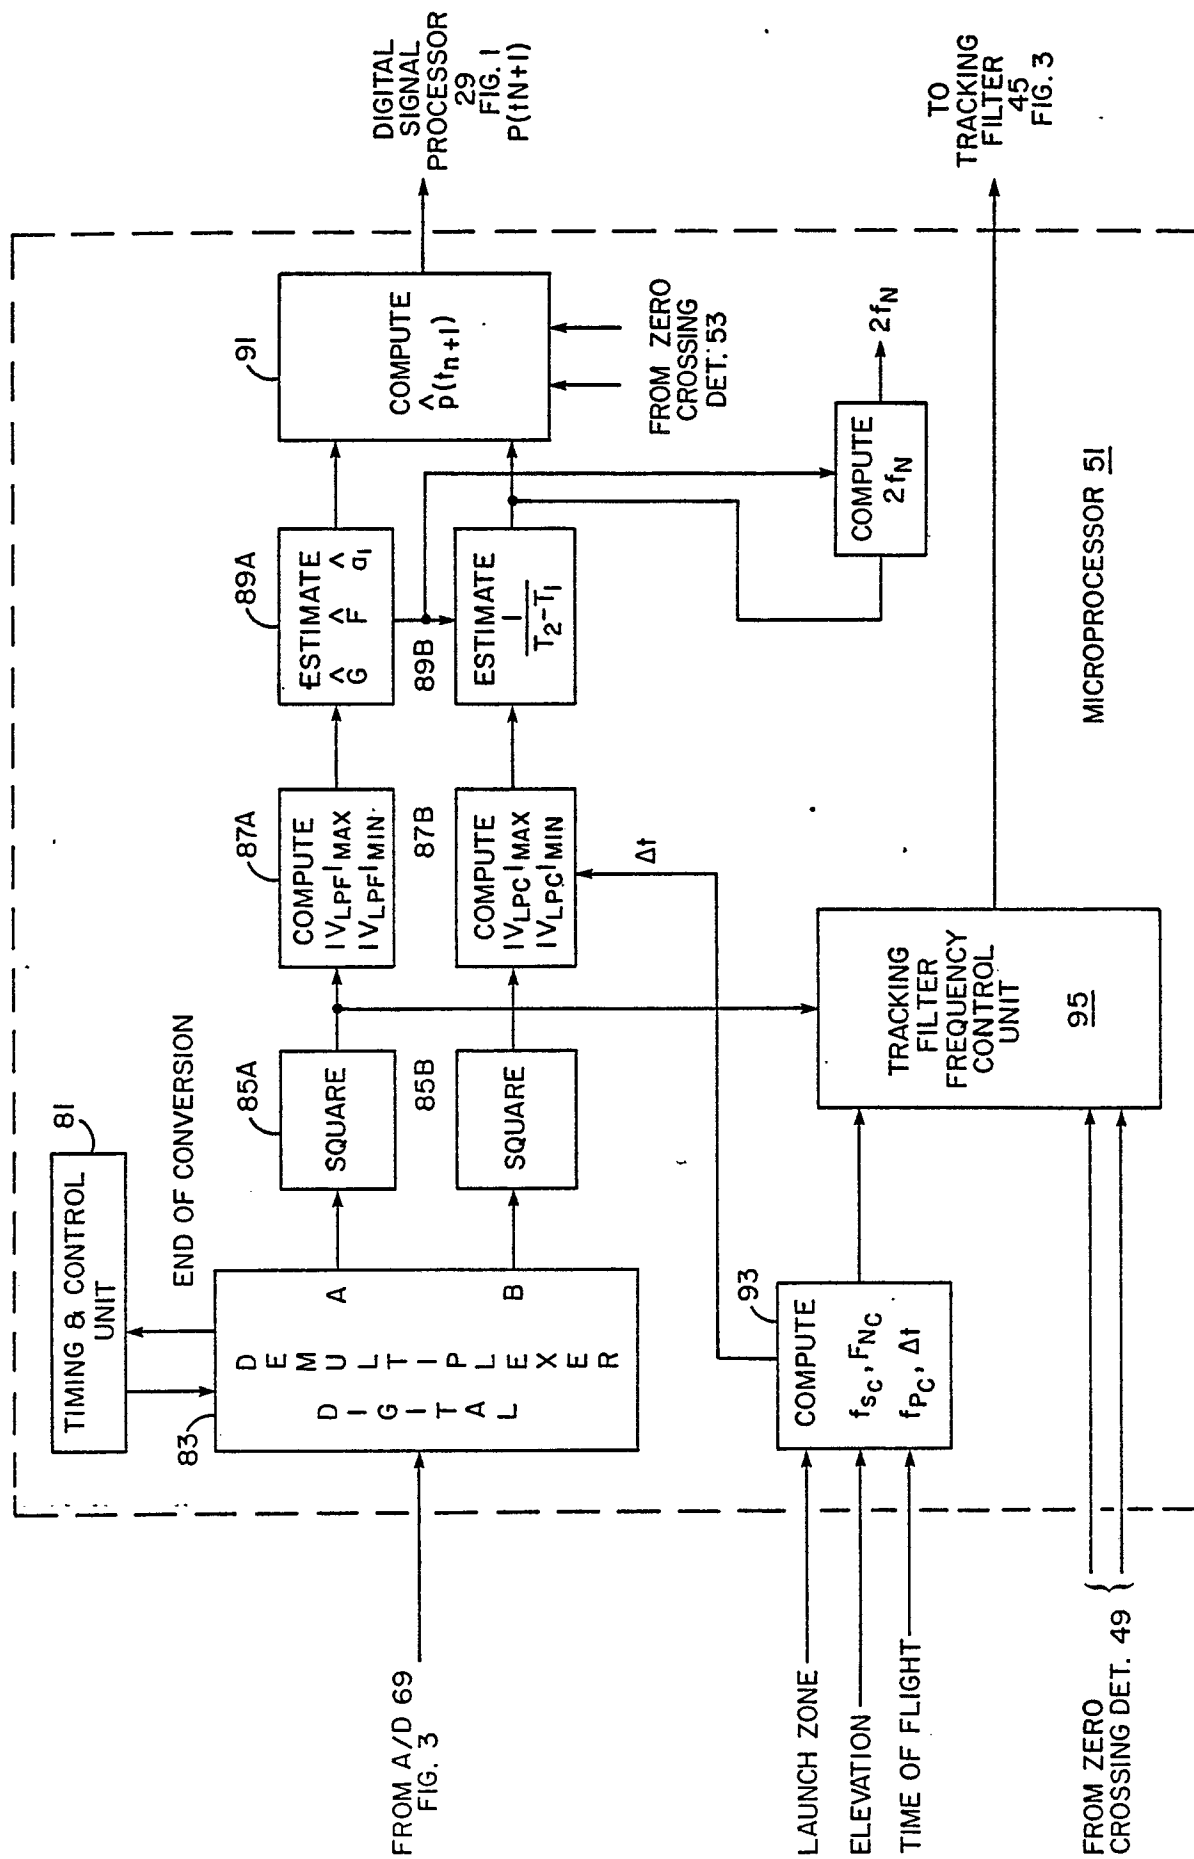 81
TIMING & CONTROL
UNIT
END OF CONVERSION
83
DIGITAL
DEMULTIPLEXER
A
B
FROM A/D 69
FIG. 3
85A
SQUARE
85B
SQUARE
87A
COMPUTE
|VLPF|MAX
|VLPF|MIN
87B
COMPUTE
|VLPC|MAX
|VLPC|MIN
Δt
89A
ESTIMATE
Ĝ F̂ â1
89B
ESTIMATE
1
T2-T1
91
COMPUTE
p̂(tn+1)
DIGITAL
SIGNAL
PROCESSOR
29
FIG. 1
P(tN+1)
FROM ZERO
CROSSING
DET. 53
COMPUTE
2fN
2fN
LAUNCH ZONE
ELEVATION
TIME OF FLIGHT
93
COMPUTE
fSC, FNC
fPC, Δt
FROM ZERO
CROSSING DET. 49
TRACKING
FILTER
FREQUENCY
CONTROL
UNIT
95
TO
TRACKING
FILTER
45
FIG. 3
MICROPROCESSOR 51